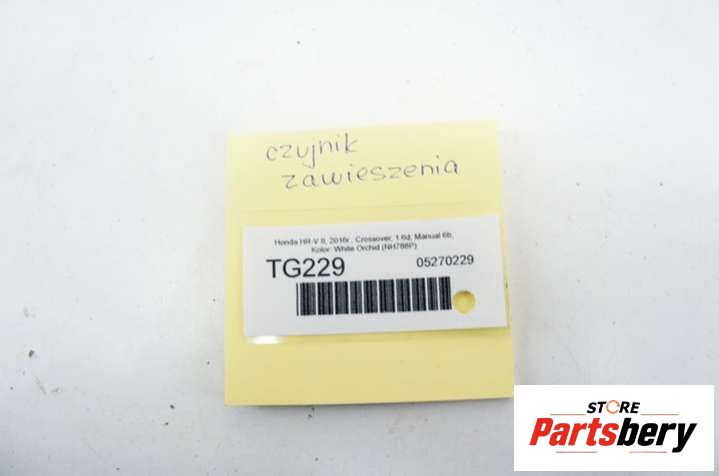 czujnik
zawieszenia
Honda HR-V II, 2016r., Crossover, 1.6d, Manual 6b,
Kolor: White Orchid (NH788P)
TG229 05270229
STORE
Partsbery